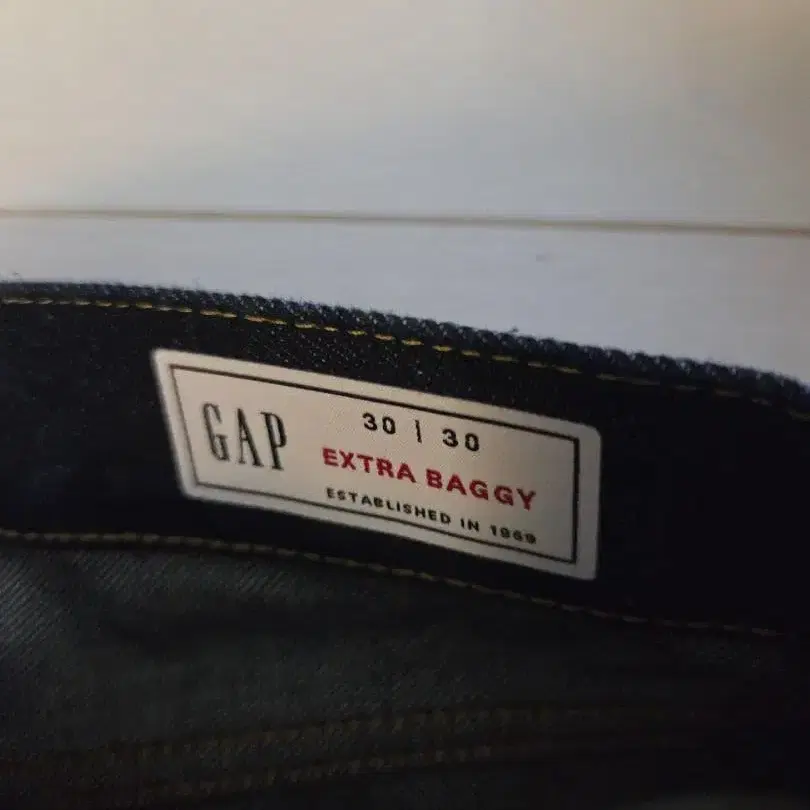 GAP
30 | 30
EXTRA BAGGY
ESTABLISHED IN 1969